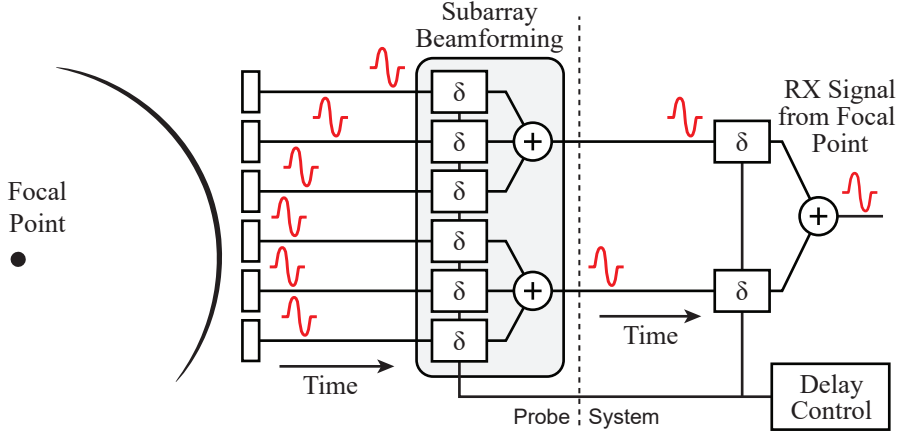 Subarray
Beamforming
RX Signal
from Focal
Point
Focal
Point
δ
δ
δ
δ
δ
δ
+
+
δ
δ
+
Time
Time
Probe
System
Delay
Control